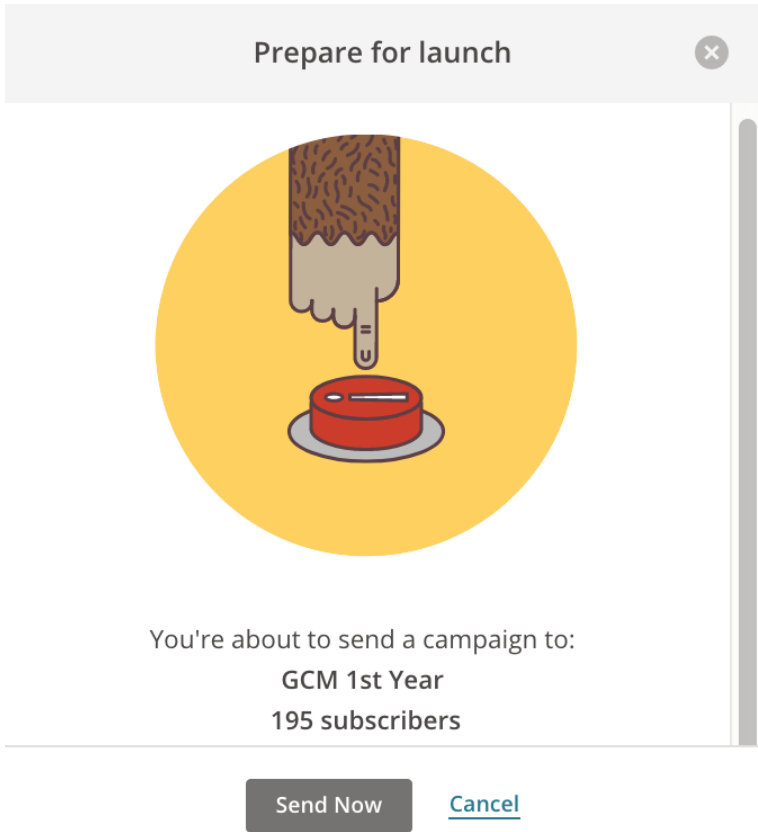 Prepare for launch
You're about to send a campaign to:
GCM 1st Year
195 subscribers
Send Now
Cancel